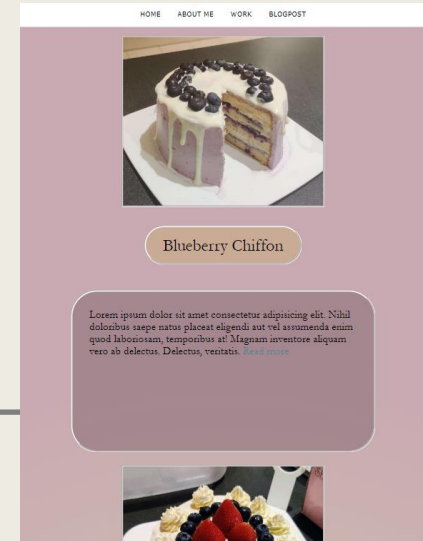 HOME ABOUT ME WORK BLOGPOST
Blueberry Chiffon
Lorem ipsum dolor sit amet consectetur adipisicing elit. Nihil
doloribus saepe natus placeat eligendi aut vel assumenda enim
quod laboriosam, temporibus at! Magnam inventore aliquam
vero ab delectus. Delectus, veritatis. Read more